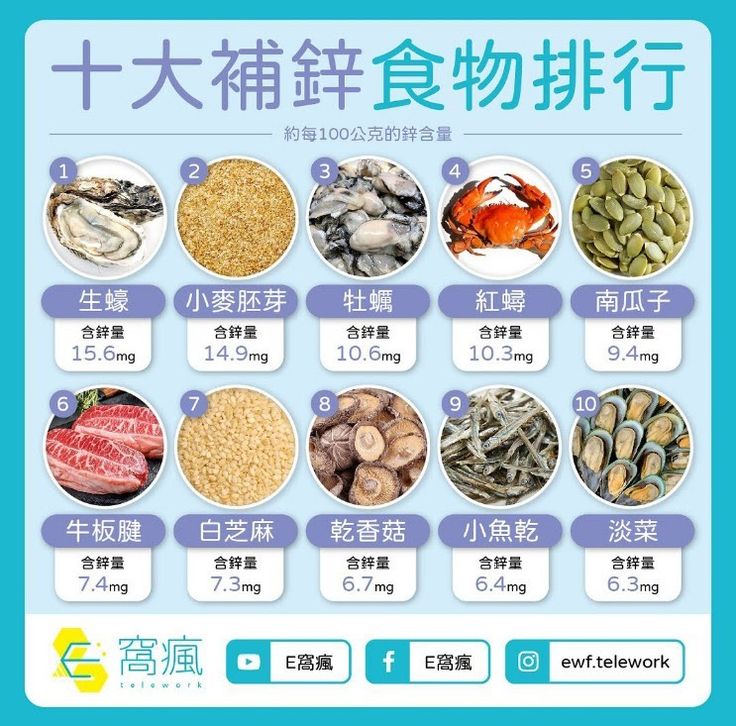 十大補鋅食物排行
約每100公克的鋅含量
1
生蠔
含鋅量
15.6mg
2
小麥胚芽
含鋅量
14.9mg
3
牡蠣
含鋅量
10.6mg
4
紅蟳
含鋅量
10.3mg
5
南瓜子
含鋅量
9.4mg
6
牛板腱
含鋅量
7.4mg
7
白芝麻
含鋅量
7.3mg
8
乾香菇
含鋅量
6.7mg
9
小魚乾
含鋅量
6.4mg
10
淡菜
含鋅量
6.3mg
E
窩瘋
telework
E窩瘋
f
E窩瘋
ewf.telework